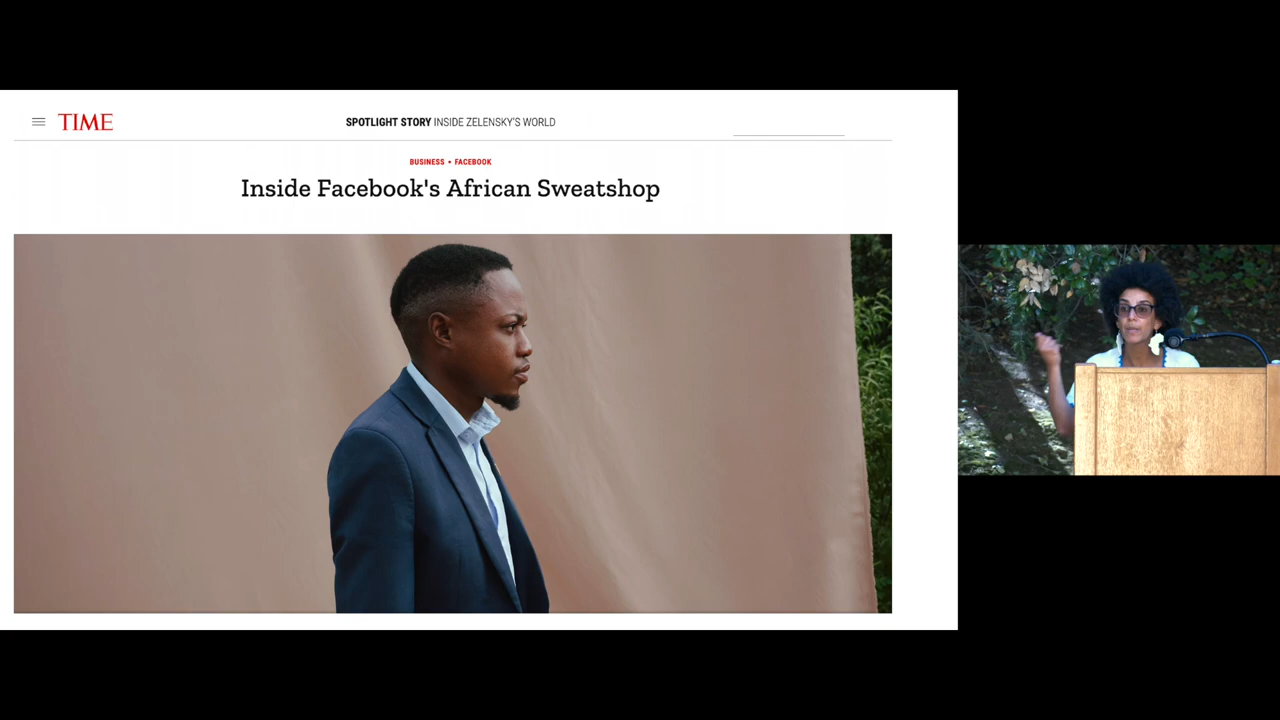 TIME
SPOTLIGHT STORY INSIDE ZELENSKY'S WORLD
BUSINESS • FACEBOOK
Inside Facebook's African Sweatshop